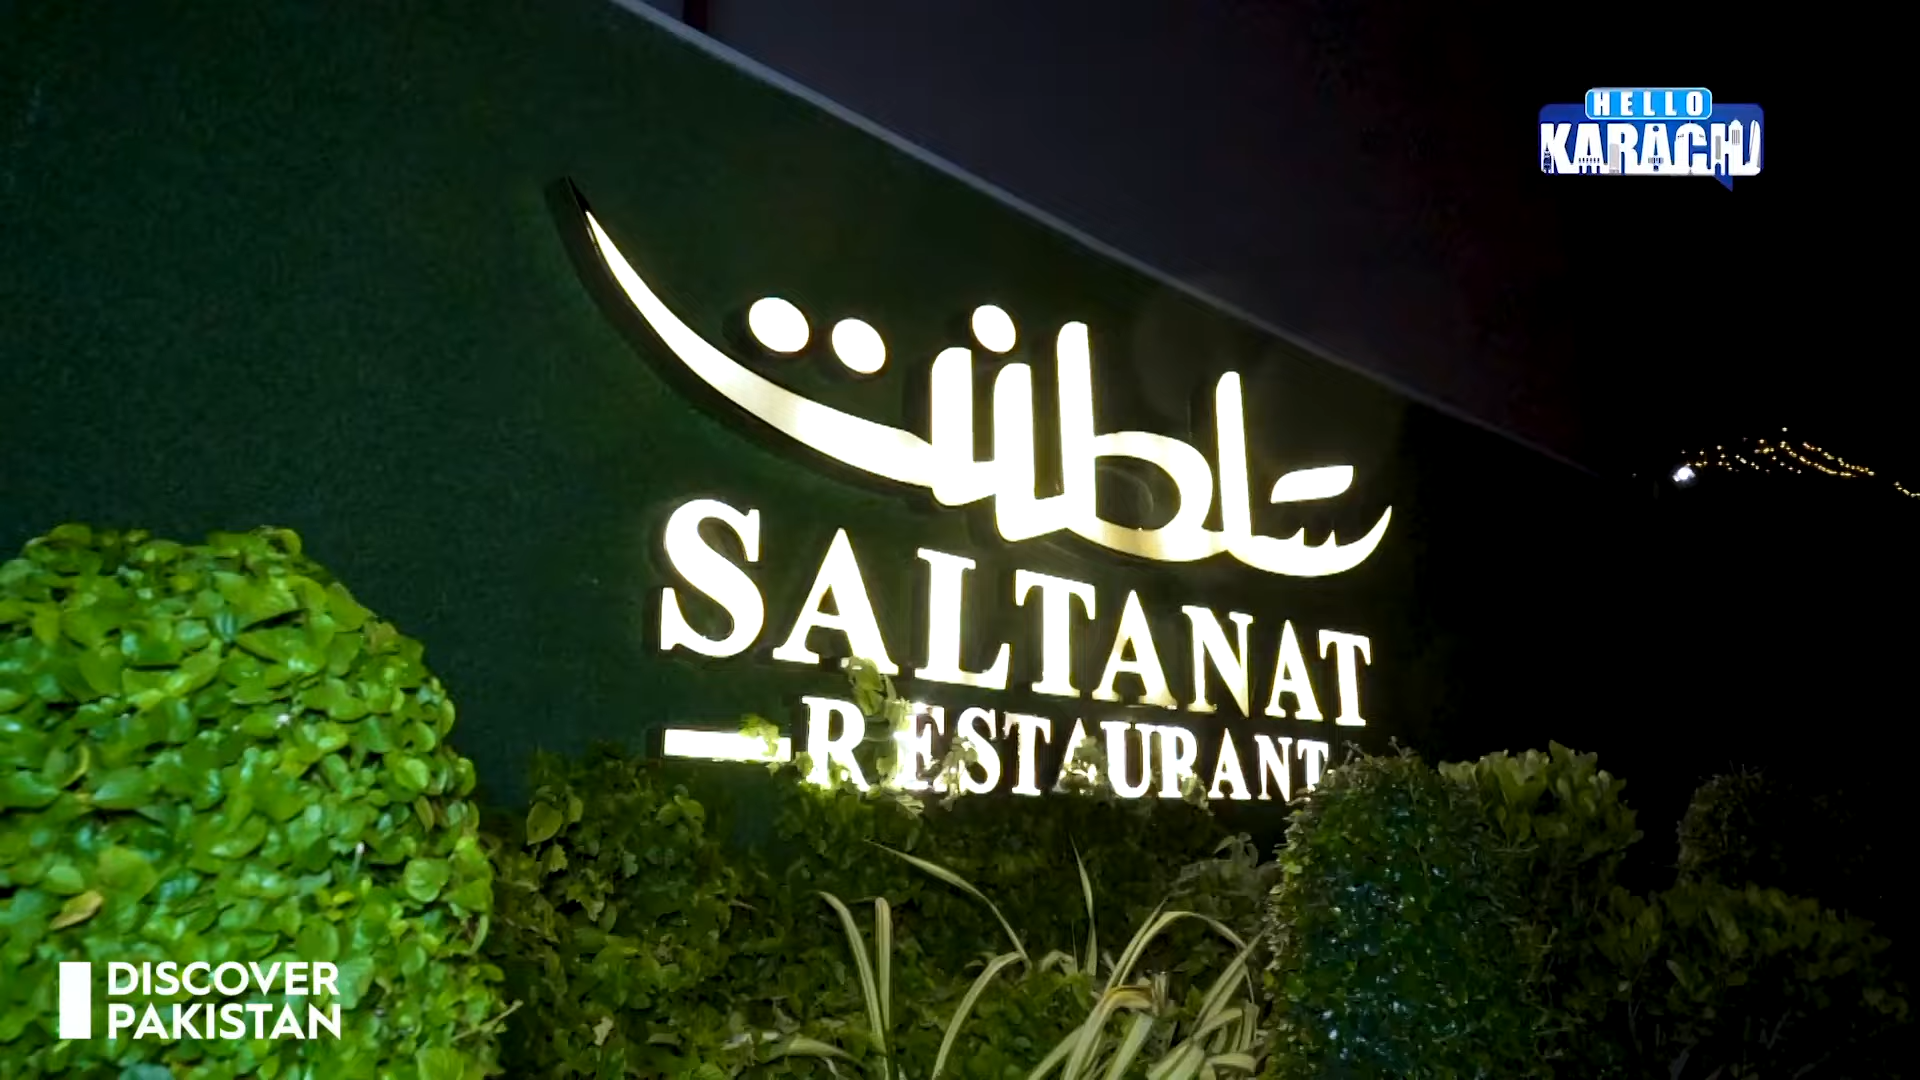 HELLO
KARACHI
سلطنت
SALTANAT
RESTAURANT
DISCOVER
PAKISTAN